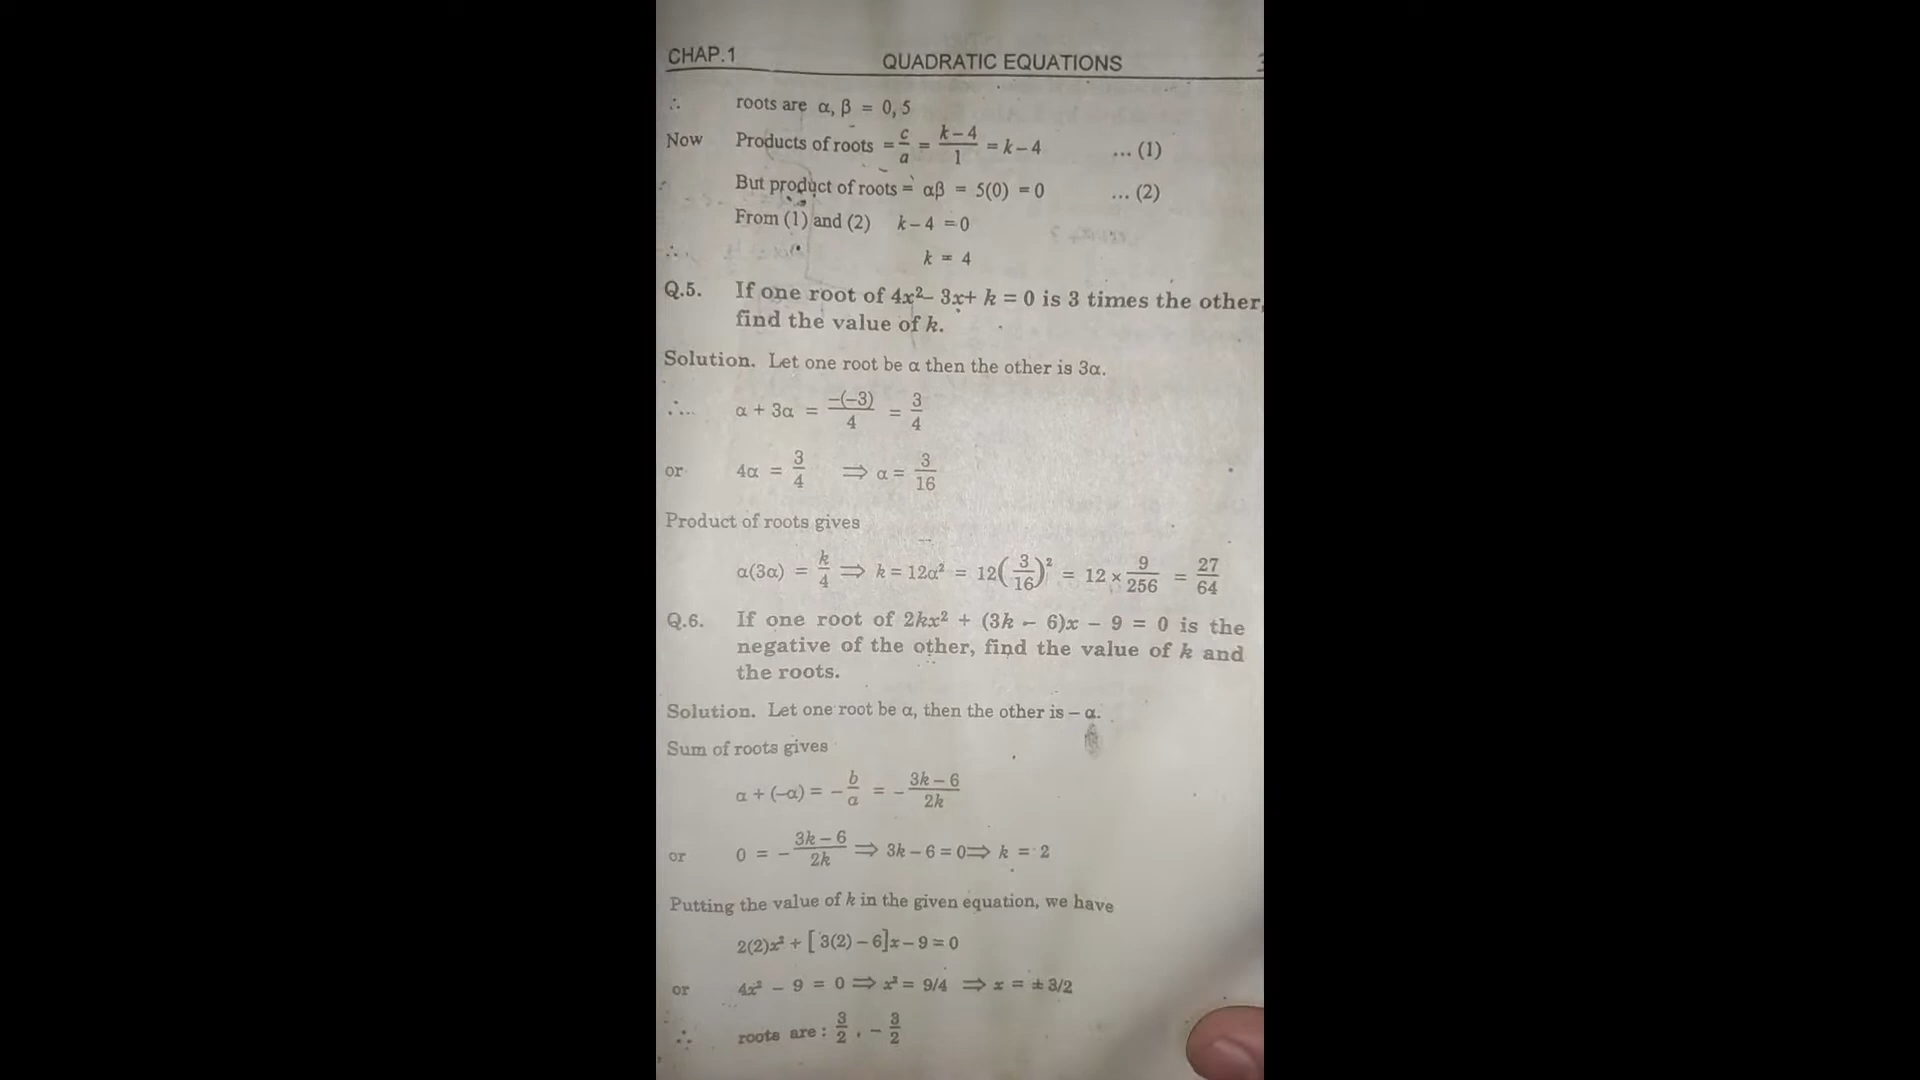 CHAP.1 QUADRATIC EQUATIONS
∴ roots are α, β = 0, 5
Now Products of roots = c/a = (k – 4)/1 = k – 4 ... (1)
But product of roots = αβ = 5(0) = 0 ... (2)
From (1) and (2) k – 4 = 0
∴ k = 4
Q.5. If one root of 4x² – 3x + k = 0 is 3 times the other,
find the value of k.
Solution. Let one root be α then the other is 3α.
∴ α + 3α = –(–3)/4 = 3/4
or 4α = 3/4 ⟹ α = 3/16
Product of roots gives
α(3α) = k/4 ⟹ k = 12α² = 12(3/16)² = 12 × 9/256 = 27/64
Q.6. If one root of 2kx² + (3k – 6)x – 9 = 0 is the
negative of the other, find the value of k and
the roots.
Solution. Let one root be α, then the other is – α.
Sum of roots gives
α + (–α) = – b/a = – (3k – 6)/2k
or 0 = – (3k – 6)/2k ⟹ 3k – 6 = 0 ⟹ k = 2
Putting the value of k in the given equation, we have
2(2)x² + [3(2) – 6]x – 9 = 0
or 4x² – 9 = 0 ⟹ x² = 9/4 ⟹ x = ± 3/2
∴ roots are : 3/2 , – 3/2